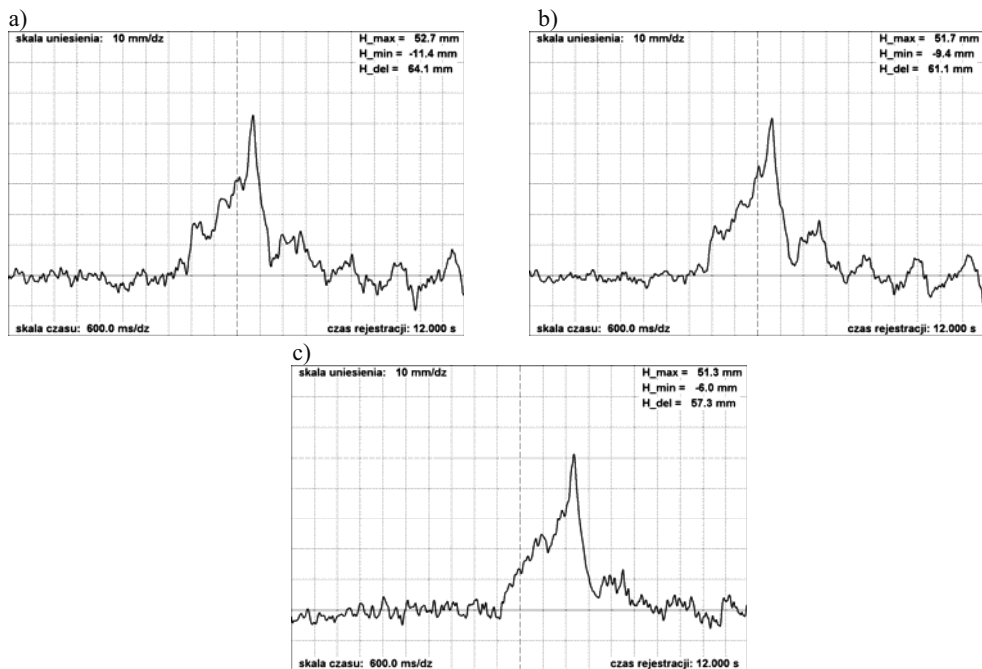 a)
skala uniesienia: 10 mm/dz
H_max = 52.7 mm
H_min = -11.4 mm
H_del = 64.1 mm
skala czasu: 600.0 ms/dz
czas rejestracji: 12.000 s
b)
skala uniesienia: 10 mm/dz
H_max = 51.7 mm
H_min = -9.4 mm
H_del = 61.1 mm
skala czasu: 600.0 ms/dz
czas rejestracji: 12.000 s
c)
skala uniesienia: 10 mm/dz
H_max = 51.3 mm
H_min = -6.0 mm
H_del = 57.3 mm
skala czasu: 600.0 ms/dz
czas rejestracji: 12.000 s